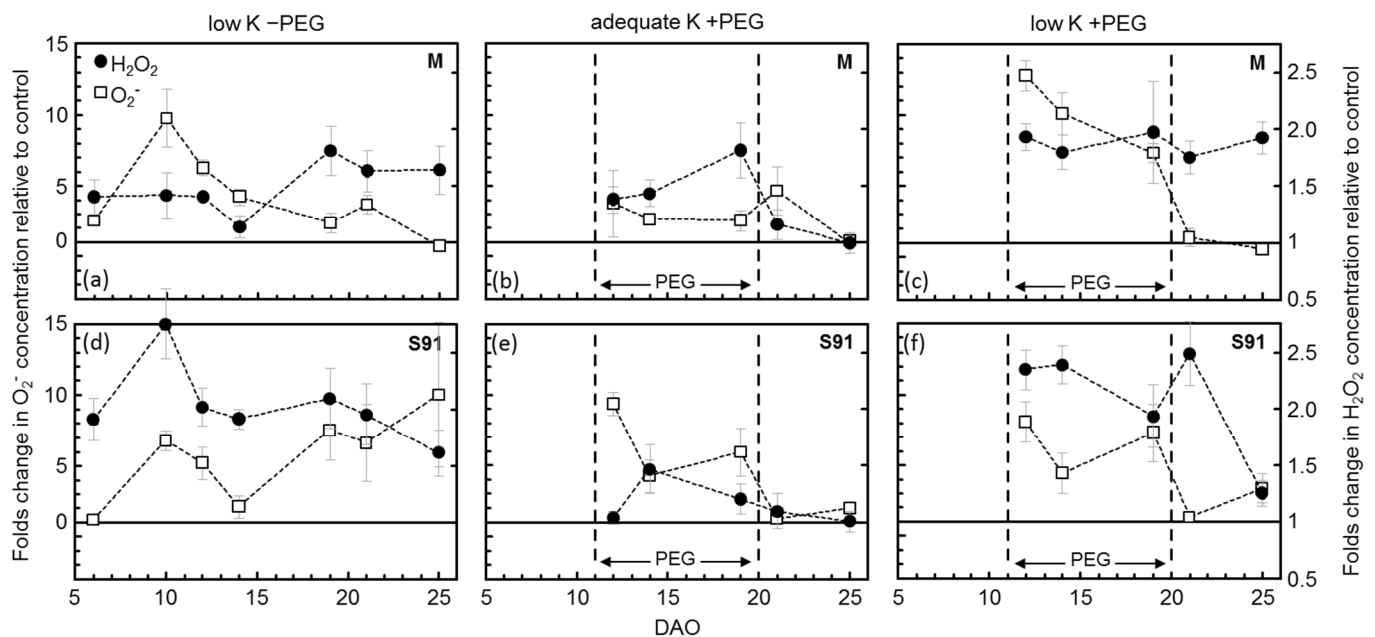 low K −PEG
adequate K +PEG
low K +PEG
Folds change in O₂⁻ concentration relative to control
15
10
5
0
M
H₂O₂
O₂⁻
(a)
M
(b)
PEG
M
(c)
PEG
2.5
2.0
1.5
1
0.5
Folds change in H₂O₂ concentration relative to control
15
10
5
0
(d)
S91
(e)
S91
PEG
(f)
S91
PEG
2.5
2.0
1.5
1
0.5
5 10 15 20 25
5 10 15 20 25
5 10 15 20 25
DAO